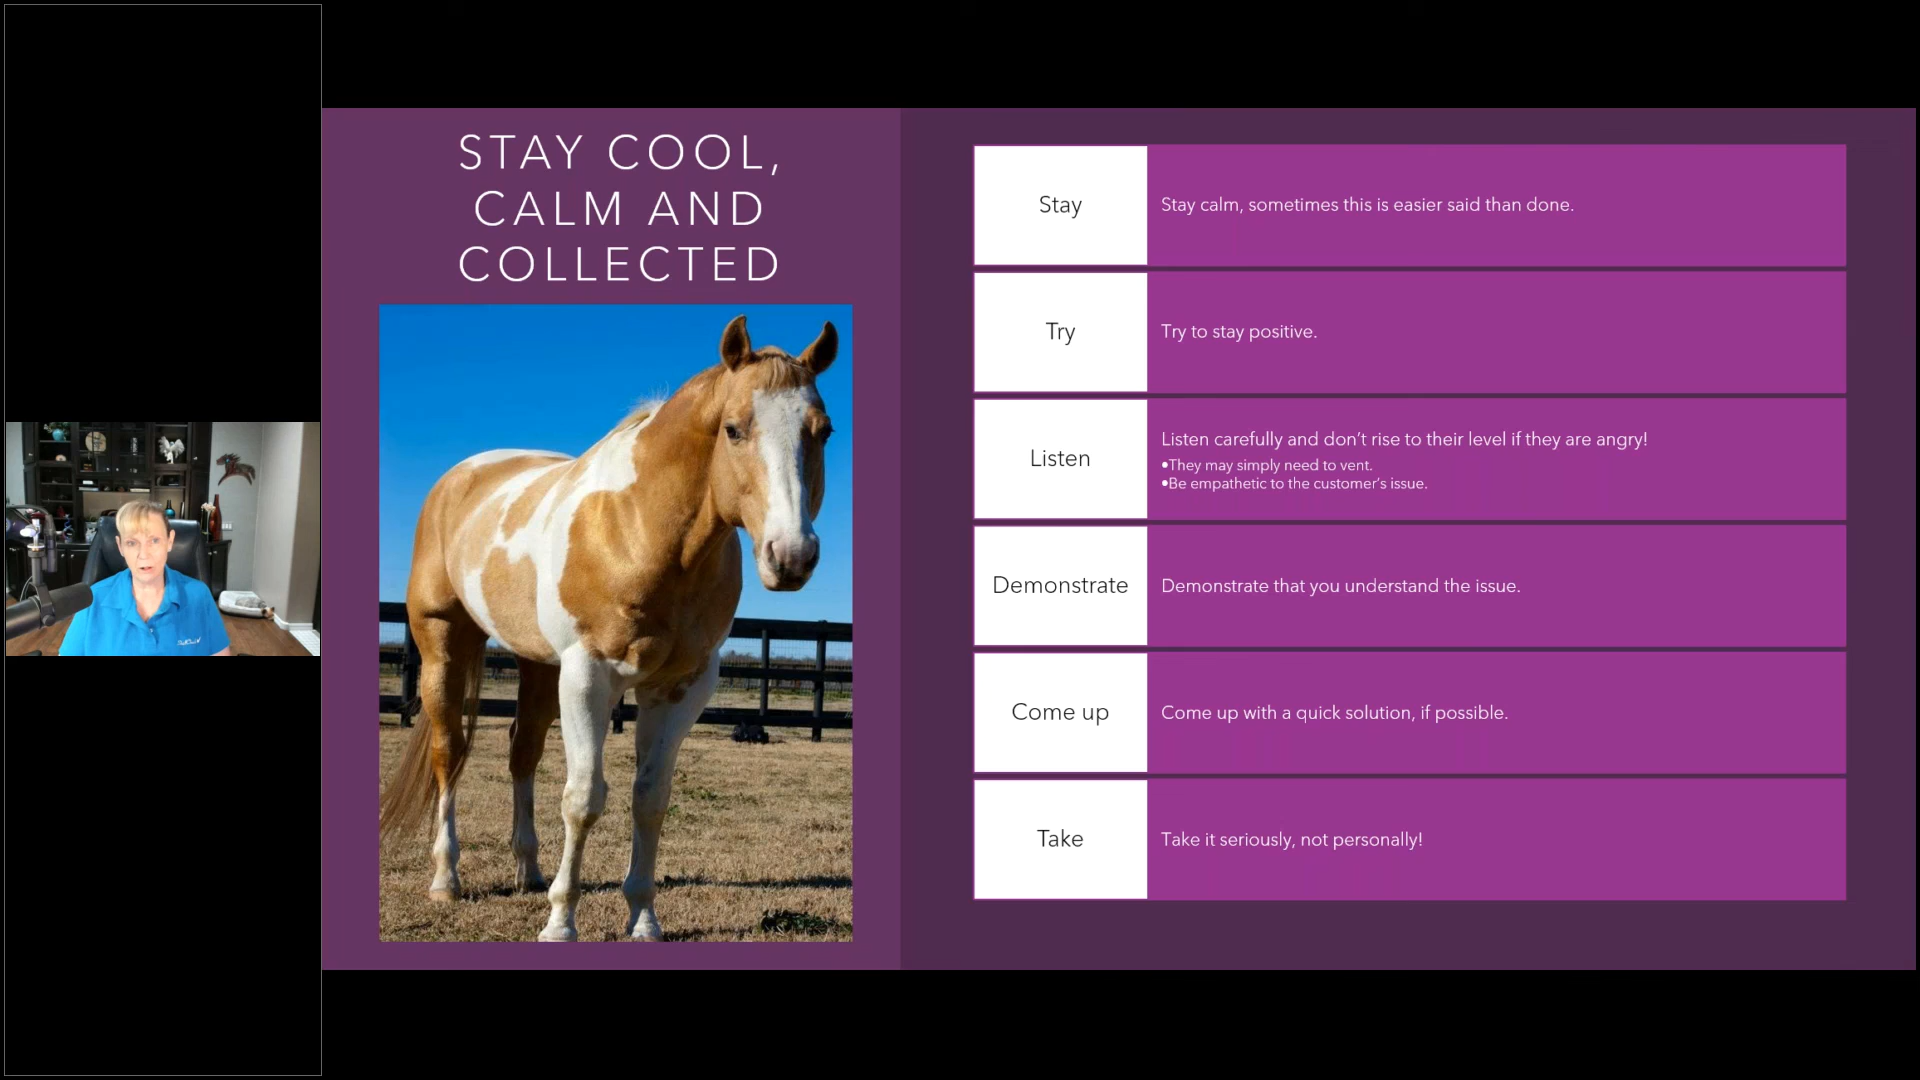 STAY COOL,
CALM AND
COLLECTED
Stay
Stay calm, sometimes this is easier said than done.
Try
Try to stay positive.
Listen
Listen carefully and don't rise to their level if they are angry!
•They may simply need to vent.
•Be empathetic to the customer's issue.
Demonstrate
Demonstrate that you understand the issue.
Come up
Come up with a quick solution, if possible.
Take
Take it seriously, not personally!